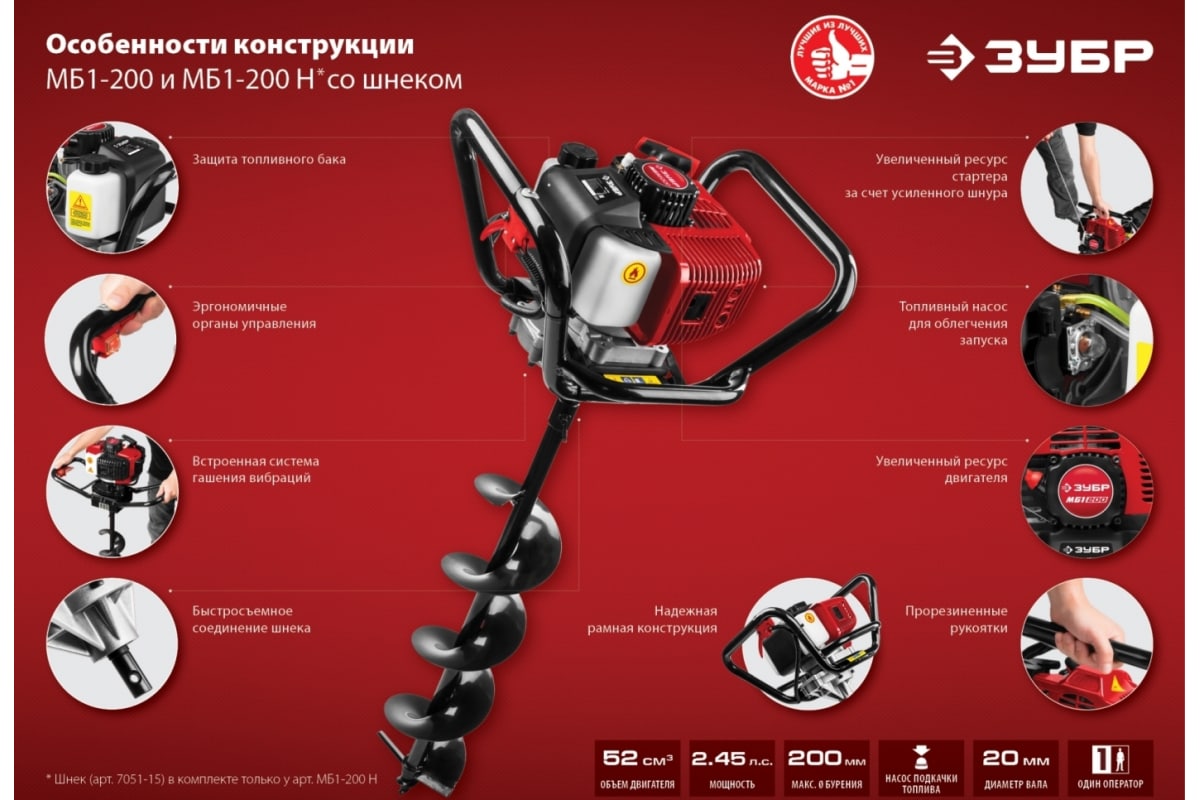 Особенности конструкции
МБ1-200 и МБ1-200 Н* со шнеком
ЛУЧШИЕ ИЗ ЛУЧШИХ
МАРКА №1
ЗУБР
Защита топливного бака
Эргономичные
органы управления
Встроенная система
гашения вибраций
Быстросъемное
соединение шнека
Увеличенный ресурс
стартера
за счет усиленного шнура
Топливный насос
для облегчения
запуска
Увеличенный ресурс
двигателя
ЗУБР
МБ1-200
ЗУБР
Надежная
рамная конструкция
Прорезиненные
рукоятки
ЗУБР
ЗУБР
* Шнек (арт. 7051-15) в комплекте только у арт. МБ1-200 Н
52 см³
ОБЪЕМ ДВИГАТЕЛЯ
2.45 л.с.
МОЩНОСТЬ
200 мм
МАКС. Ø БУРЕНИЯ
НАСОС ПОДКАЧКИ
ТОПЛИВА
20 мм
ДИАМЕТР ВАЛА
1
ОДИН ОПЕРАТОР